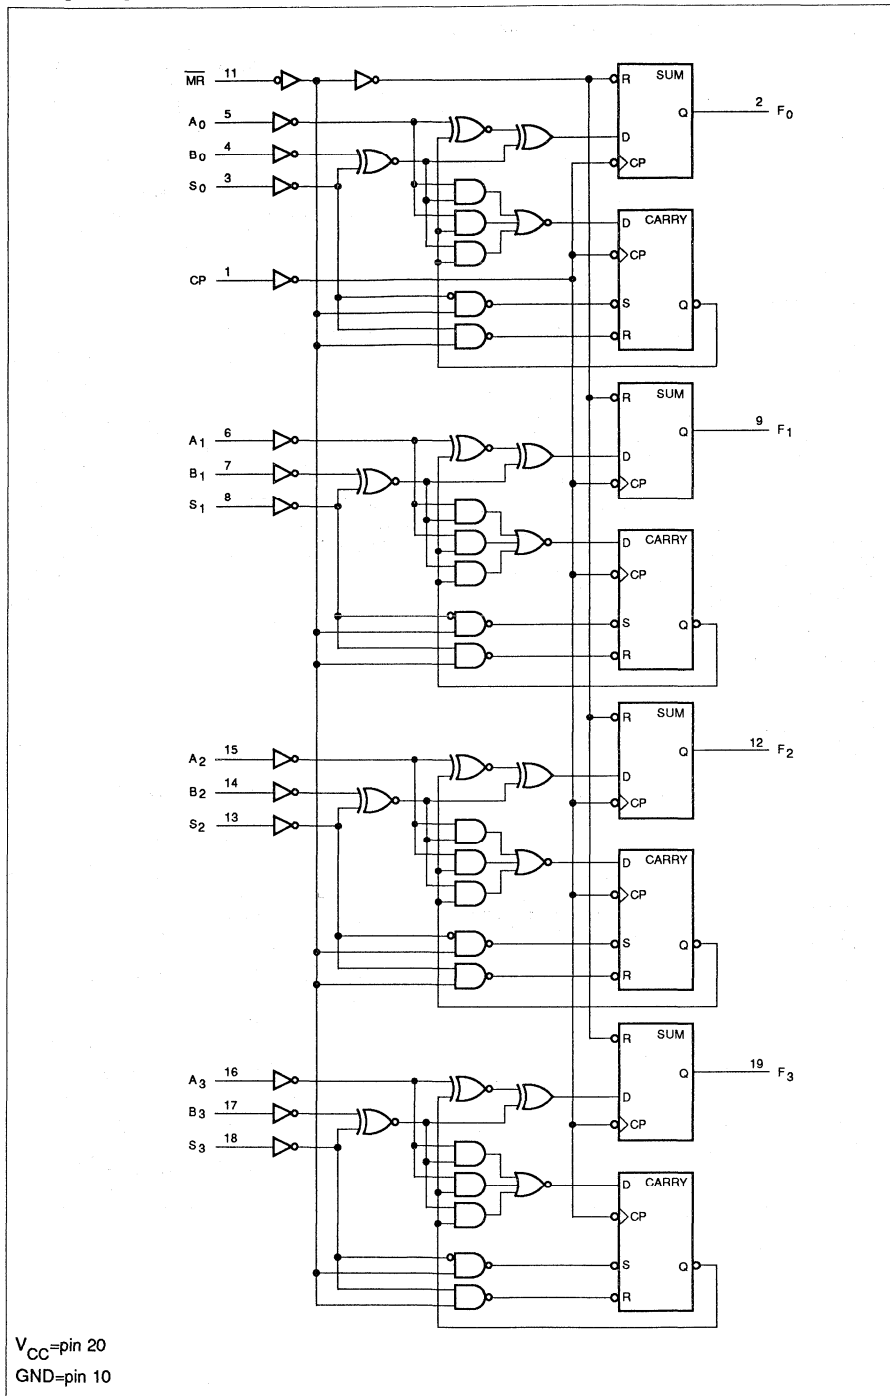 MR 11 R SUM
Q 2 F0
A0 5
D
B0 4
CP
S0 3
CARRY
D
CP
CP 1
S Q
R
R SUM
Q 9 F1
A1 6
D
B1 7
CP
S1 8
CARRY
D
CP
S Q
R
R SUM
Q 12 F2
A2 15
D
B2 14
CP
S2 13
CARRY
D
CP
S Q
R
R SUM
Q 19 F3
A3 16
D
B3 17
CP
S3 18
CARRY
D
CP
S Q
R
VCC=pin 20
GND=pin 10